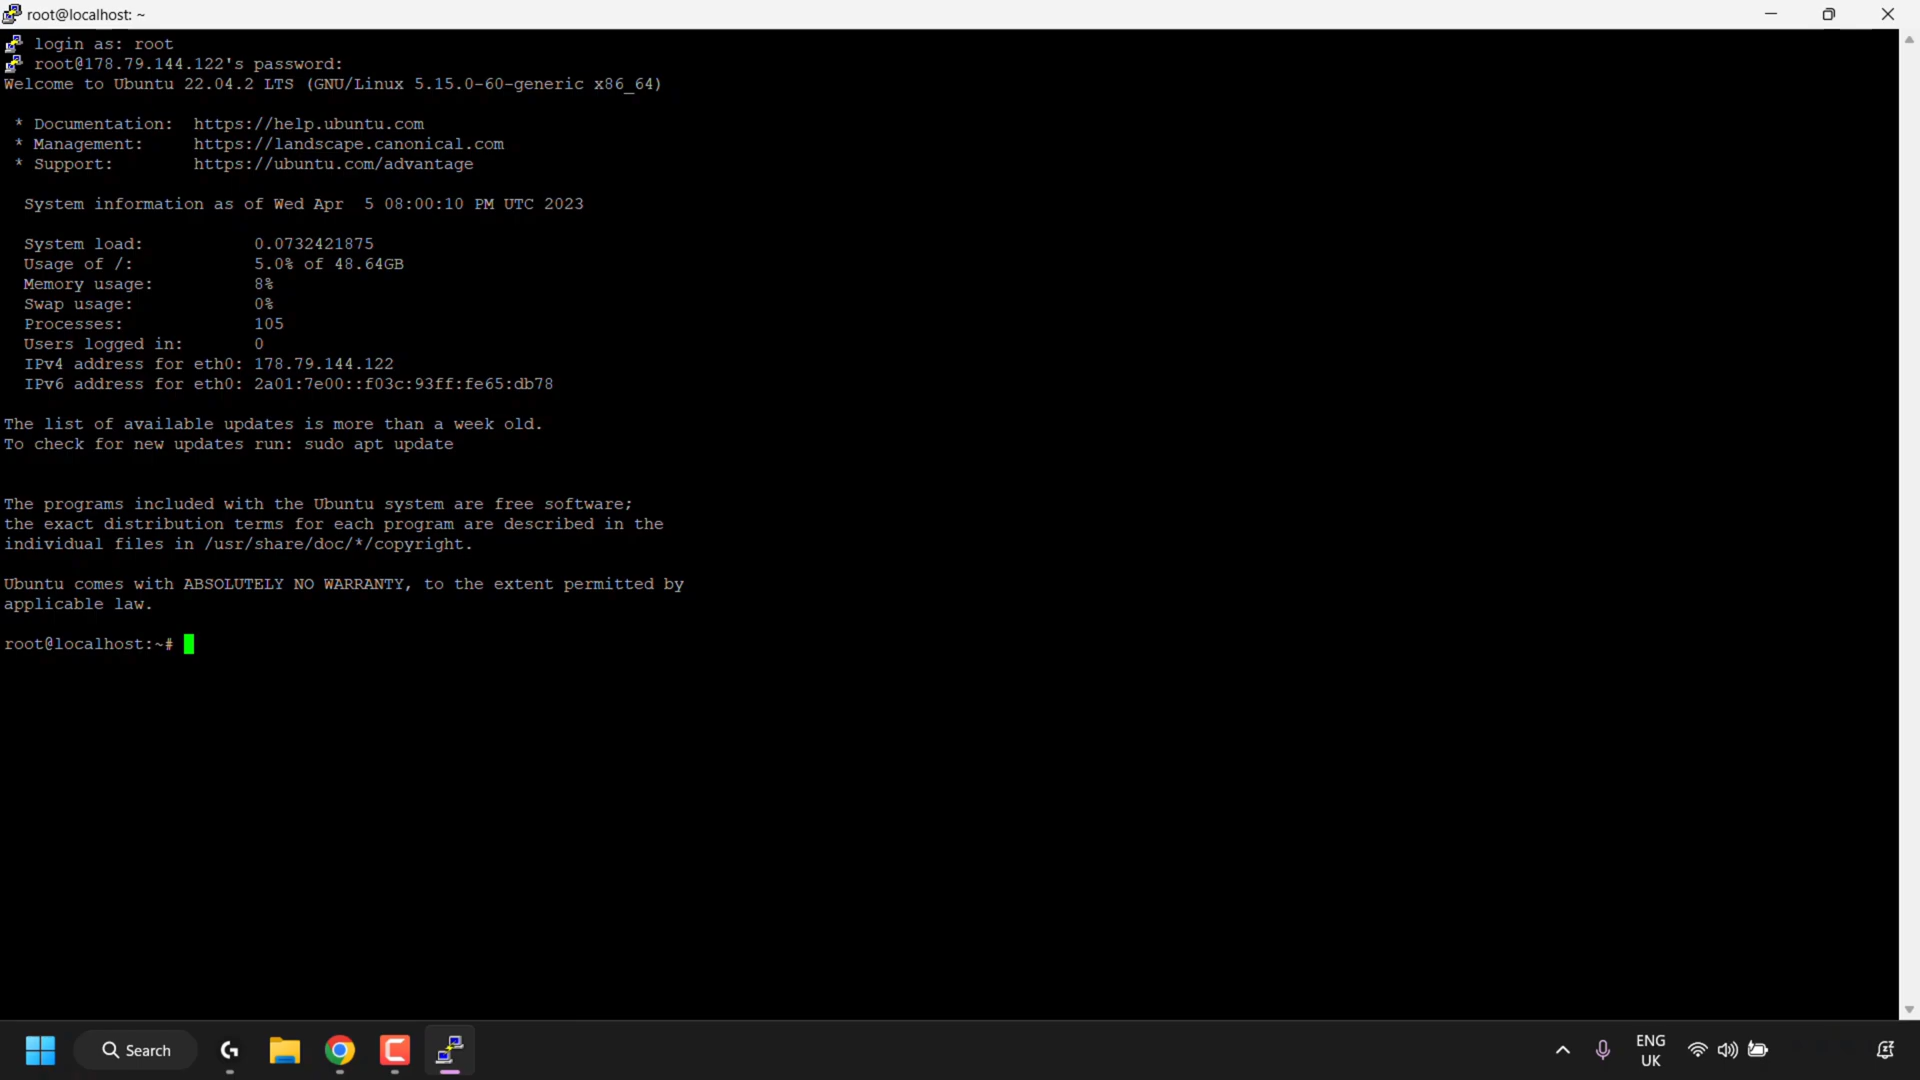 root@localhost: ~
login as: root
root@178.79.144.122's password:
Welcome to Ubuntu 22.04.2 LTS (GNU/Linux 5.15.0-60-generic x86_64)
* Documentation:  https://help.ubuntu.com
* Management:     https://landscape.canonical.com
* Support:        https://ubuntu.com/advantage
System information as of Wed Apr  5 08:00:10 PM UTC 2023
System load:           0.0732421875
Usage of /:            5.0% of 48.64GB
Memory usage:          8%
Swap usage:            0%
Processes:             105
Users logged in:       0
IPv4 address for eth0: 178.79.144.122
IPv6 address for eth0: 2a01:7e00::f03c:93ff:fe65:db78
The list of available updates is more than a week old.
To check for new updates run: sudo apt update
The programs included with the Ubuntu system are free software;
the exact distribution terms for each program are described in the
individual files in /usr/share/doc/*/copyright.
Ubuntu comes with ABSOLUTELY NO WARRANTY, to the extent permitted by
applicable law.
root@localhost:~#
Search
ENG
UK